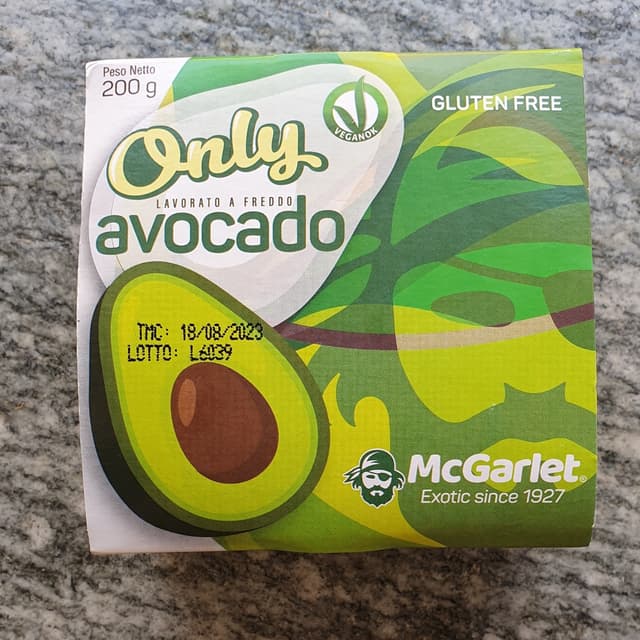 Peso Netto
200 g
VEGANOK
GLUTEN FREE
Only
LAVORATO A FREDDO
avocado
TMC: 18/08/2023
LOTTO: L6039
McGarlet®
Exotic since 1927